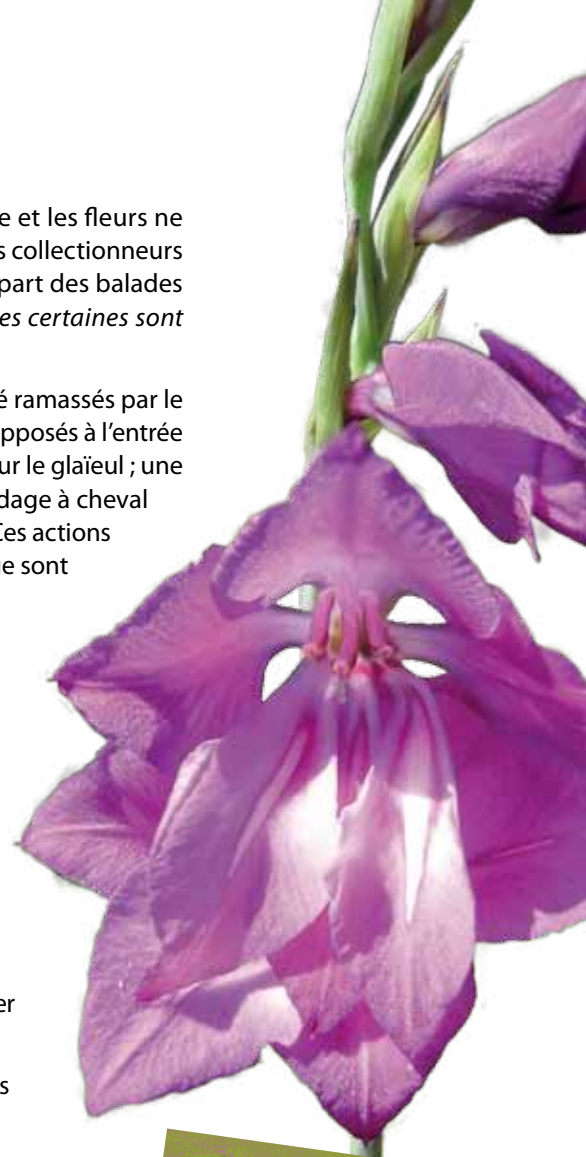 e et les fleurs ne
s collectionneurs
part des balades
es certaines sont
é ramassés par le
pposés à l'entrée
ur le glaïeul ; une
dage à cheval
Ces actions
ue sont
er
s